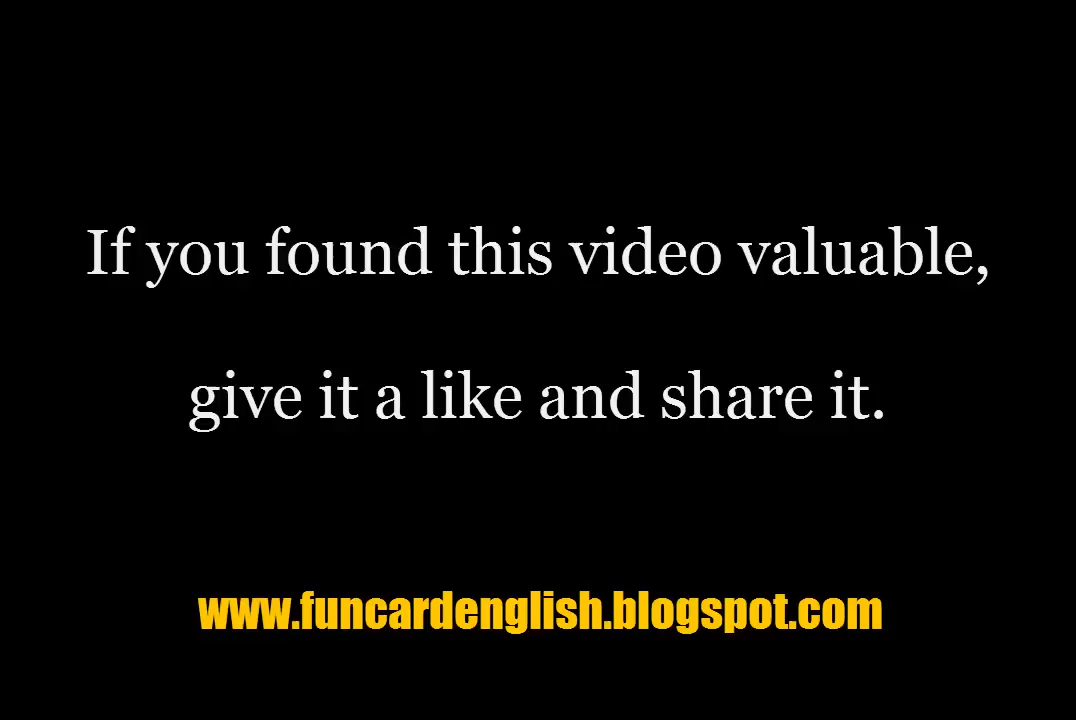 If you found this video valuable,
give it a like and share it.
www.funcardenglish.blogspot.com